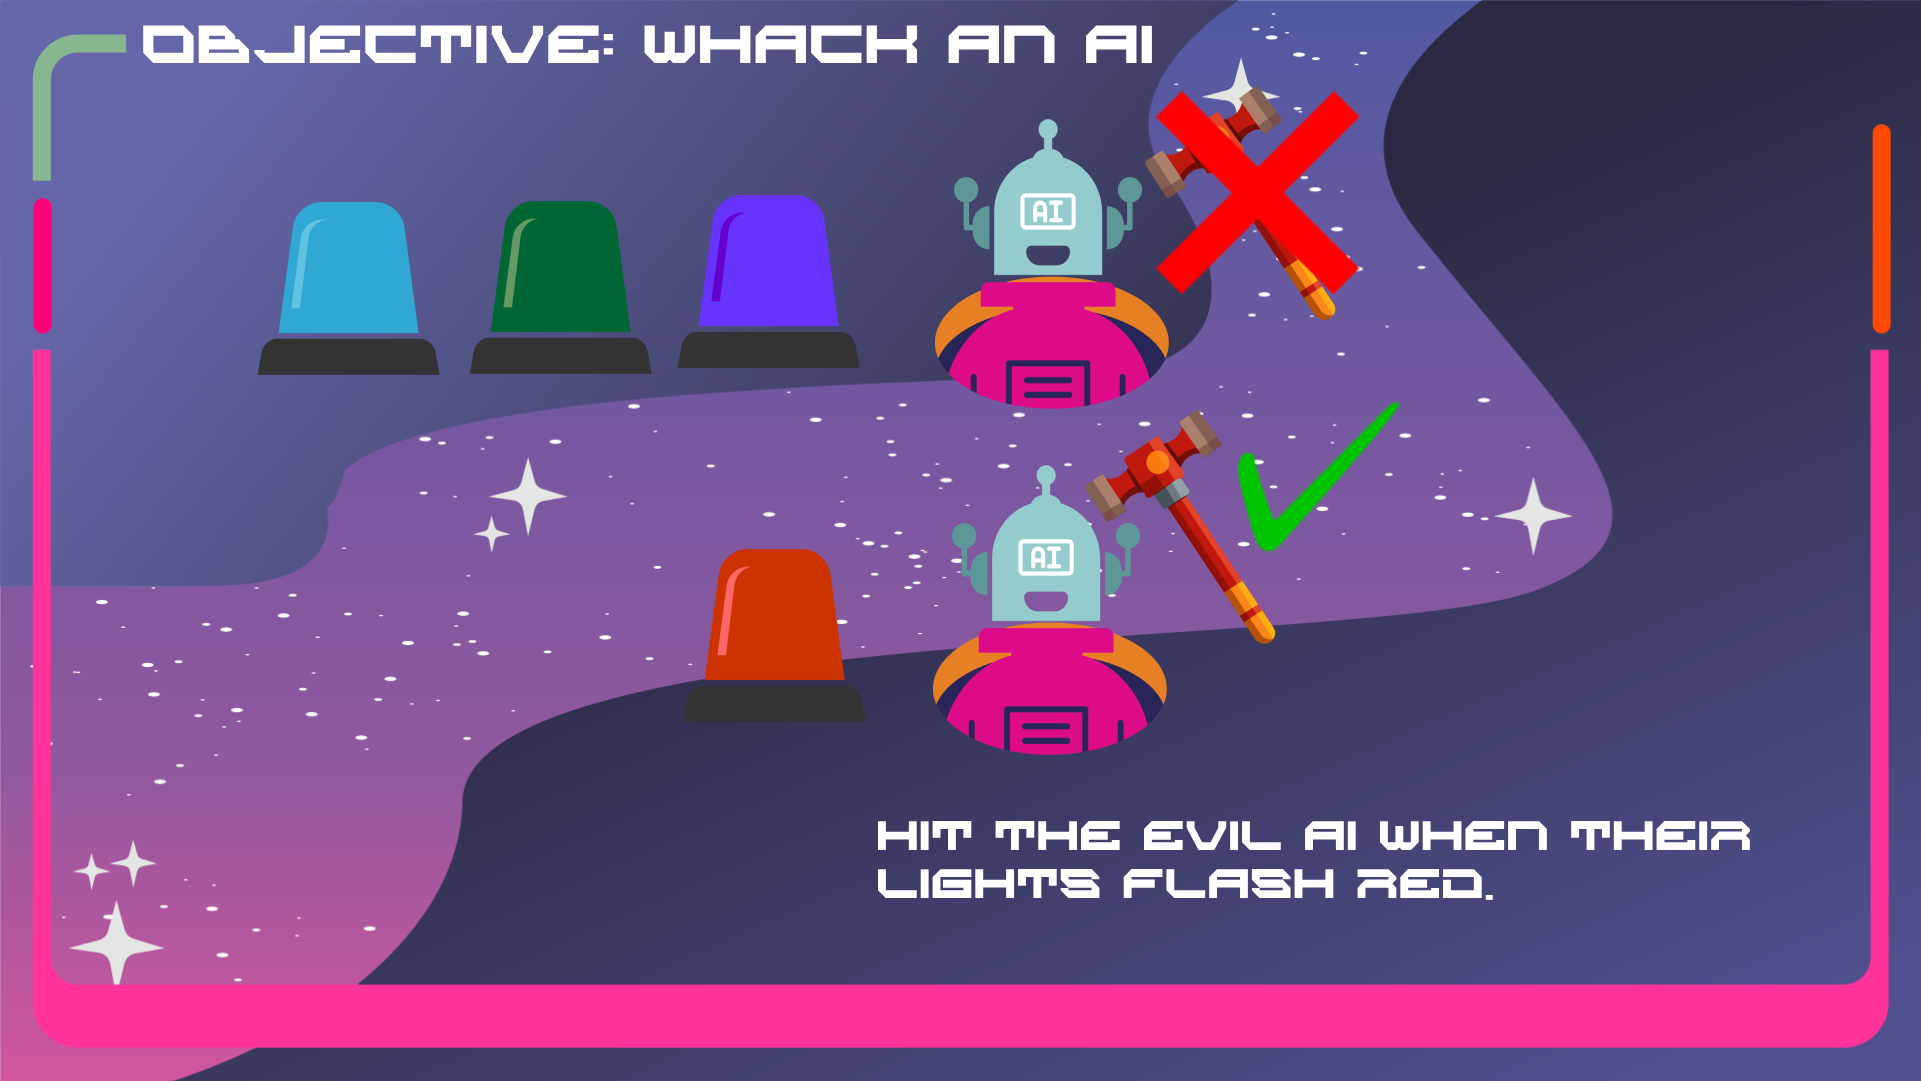 OBJECTIVE: WHACK AN AI
AI
AI
HIT THE EVIL AI WHEN THEIR
LIGHTS FLASH RED.